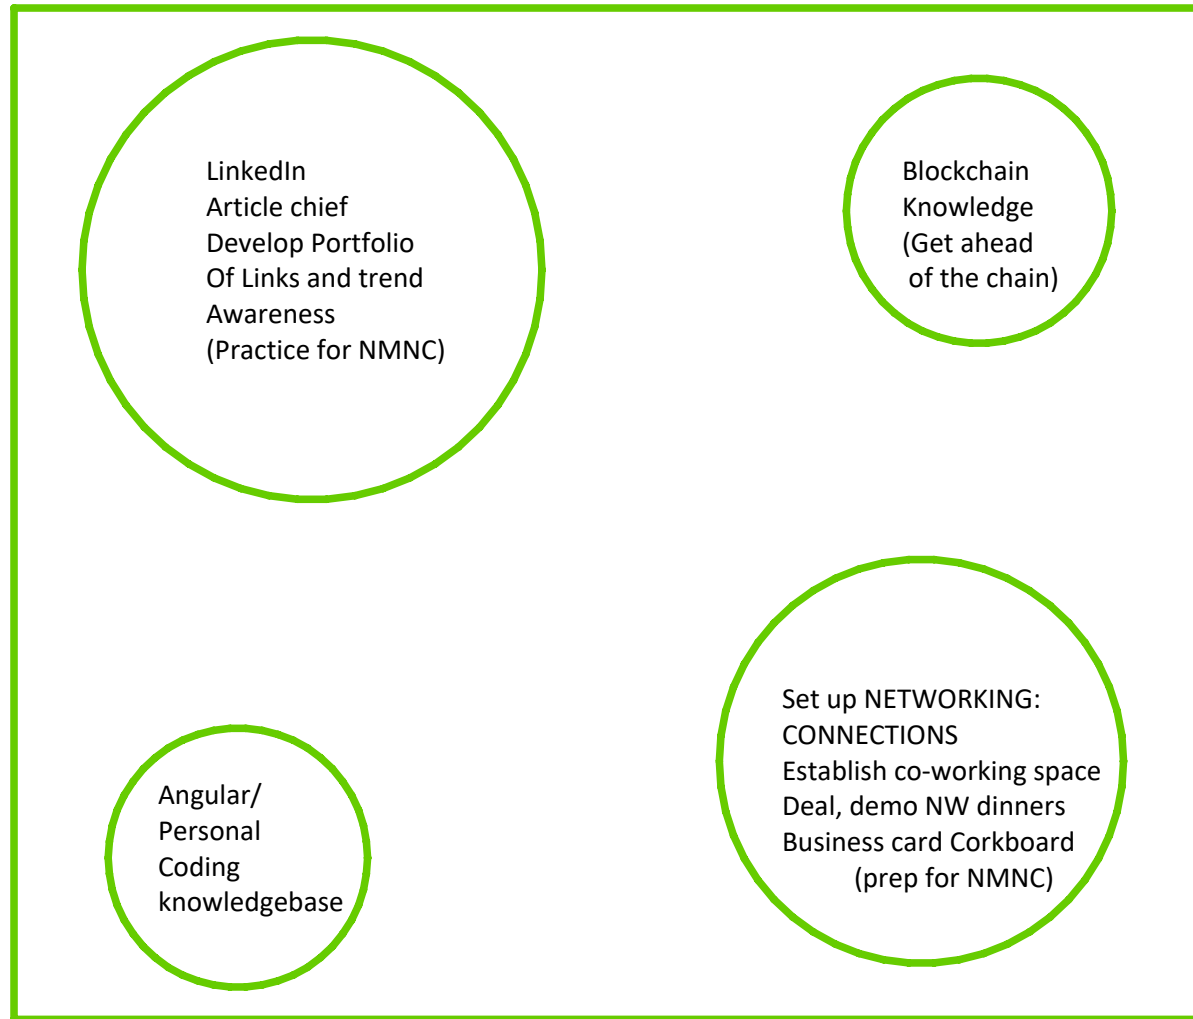 LinkedIn
Article chief
Develop Portfolio
Of Links and trend
Awareness
(Practice for NMNC)
Blockchain
Knowledge
(Get ahead
of the chain)
Angular/
Personal
Coding
knowledgebase
Set up NETWORKING:
CONNECTIONS
Establish co-working space
Deal, demo NW dinners
Business card Corkboard
(prep for NMNC)